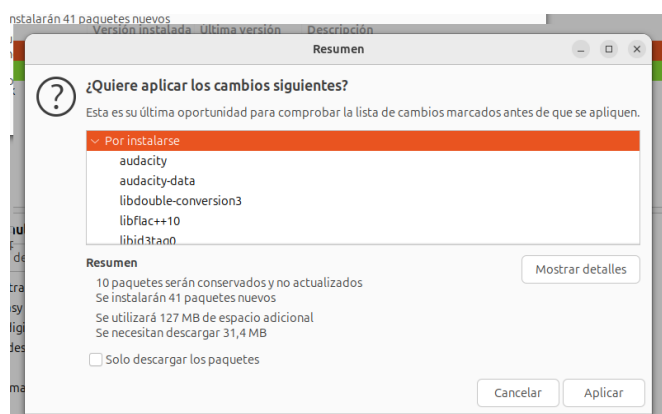 nstalarán 41 paquetes nuevos
Versión instalada Última versión Descripción
Resumen
¿Quiere aplicar los cambios siguientes?
Esta es su última oportunidad para comprobar la lista de cambios marcados antes de que se apliquen.
Por instalarse
audacity
audacity-data
libdouble-conversion3
libflac++10
libid3tag0
Resumen
Mostrar detalles
10 paquetes serán conservados y no actualizados
Se instalarán 41 paquetes nuevos
Se utilizará 127 MB de espacio adicional
Se necesitan descargar 31,4 MB
Solo descargar los paquetes
Cancelar
Aplicar